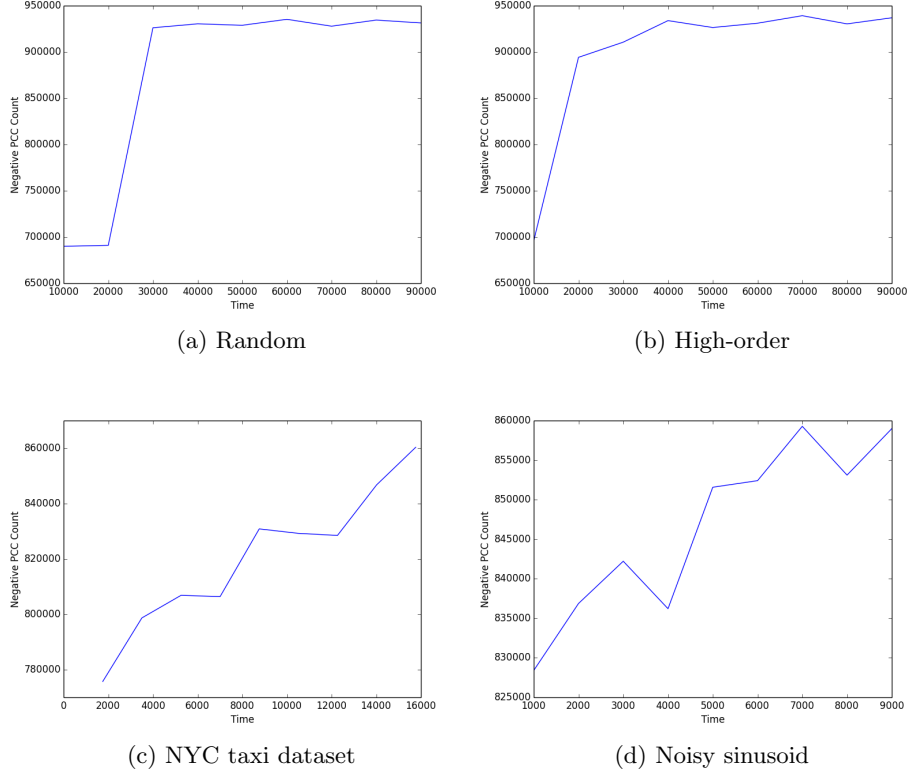 950000
900000
850000
800000
750000
700000
650000
Negative PCC Count
10000 20000 30000 40000 50000 60000 70000 80000 90000
Time
(a) Random
950000
900000
850000
800000
750000
700000
650000
Negative PCC Count
10000 20000 30000 40000 50000 60000 70000 80000 90000
Time
(b) High-order
860000
840000
820000
800000
780000
Negative PCC Count
0 2000 4000 6000 8000 10000 12000 14000 16000
Time
(c) NYC taxi dataset
860000
855000
850000
845000
840000
835000
830000
825000
Negative PCC Count
1000 2000 3000 4000 5000 6000 7000 8000 9000
Time
(d) Noisy sinusoid